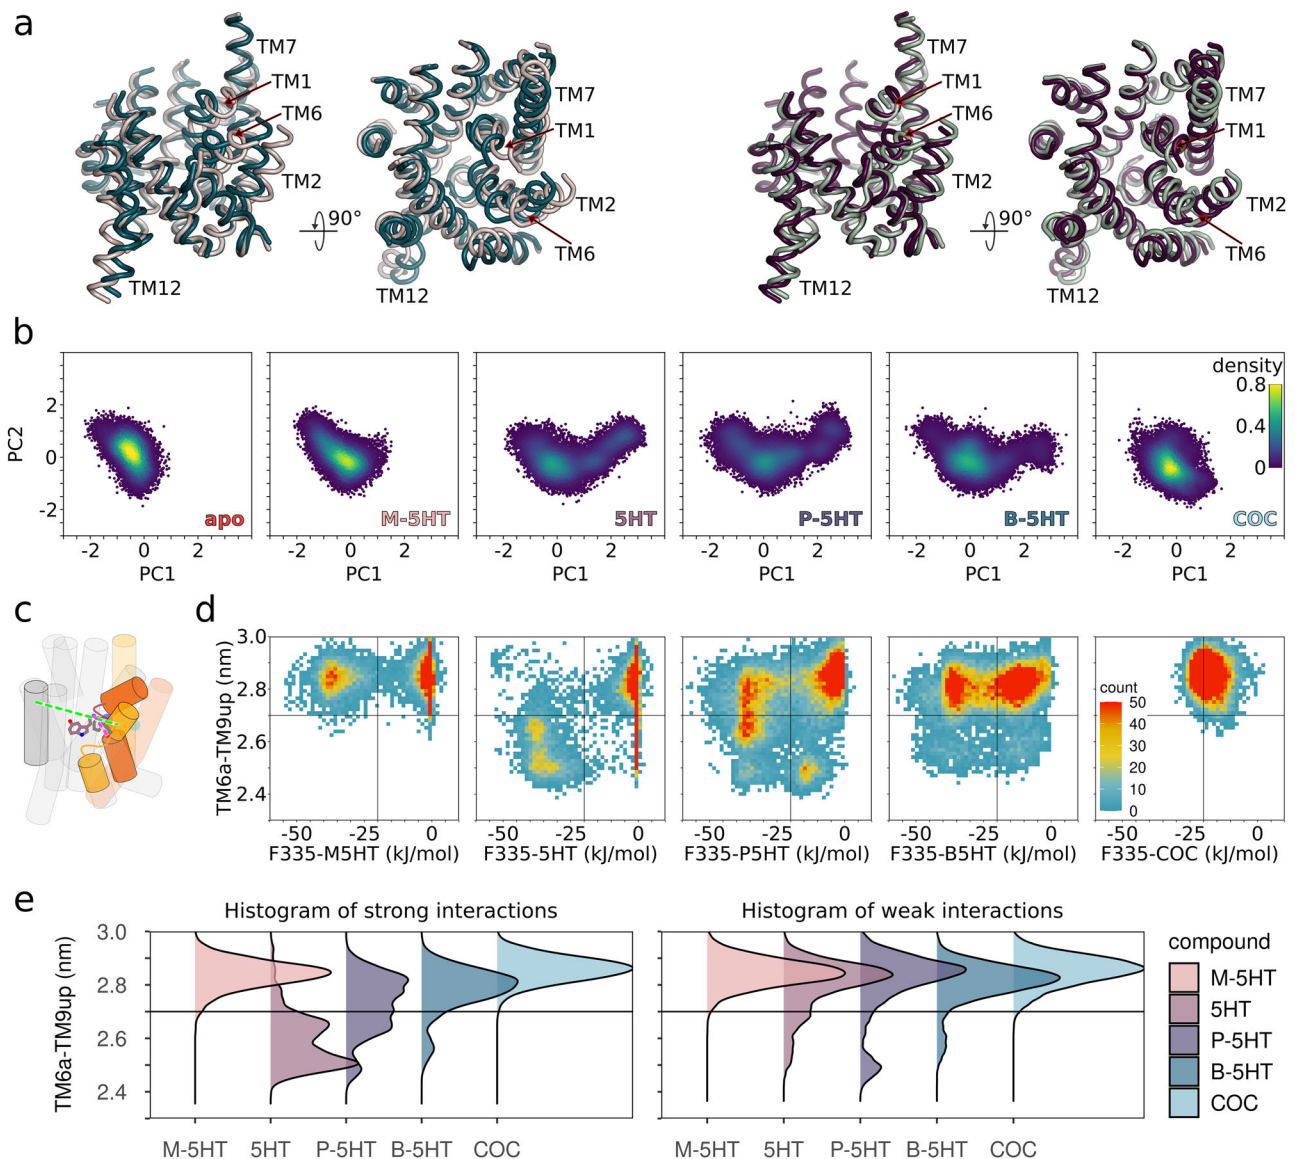 a
TM7
TM1
TM6
TM2
90°
TM12
TM7
TM1
TM2
TM6
TM12
TM7
TM1
TM6
TM2
90°
TM12
TM7
TM1
TM2
TM6
TM12
b
PC2
2
0
-2
apo
M-5HT
5HT
P-5HT
B-5HT
COC
density
0.8
0.4
0
-2 0 2
-2 0 2
-2 0 2
-2 0 2
-2 0 2
-2 0 2
PC1
PC1
PC1
PC1
PC1
PC1
c
d
TM6a-TM9up (nm)
3.0
2.8
2.6
2.4
count
50
40
30
20
10
0
-50 -25 0
-50 -25 0
-50 -25 0
-50 -25 0
-50 -25 0
F335-M5HT (kJ/mol)
F335-5HT (kJ/mol)
F335-P5HT (kJ/mol)
F335-B5HT (kJ/mol)
F335-COC (kJ/mol)
e
Histogram of strong interactions
Histogram of weak interactions
TM6a-TM9up (nm)
3.0
2.8
2.6
2.4
M-5HT 5HT P-5HT B-5HT COC
M-5HT 5HT P-5HT B-5HT COC
compound
M-5HT
5HT
P-5HT
B-5HT
COC